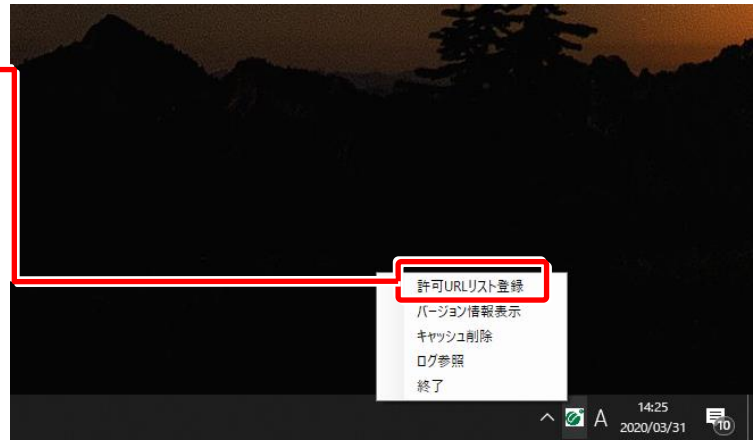 許可URLリスト登録
バージョン情報表示
キャッシュ削除
ログ参照
終了
A
14:25
2020/03/31
10